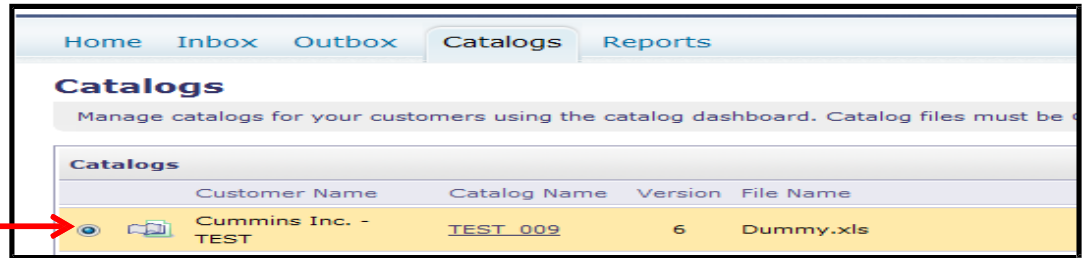 Home Inbox Outbox Catalogs Reports
Catalogs
Manage catalogs for your customers using the catalog dashboard. Catalog files must be
Catalogs
Customer Name Catalog Name Version File Name
Cummins Inc. - TEST_009 6 Dummy.xls
TEST